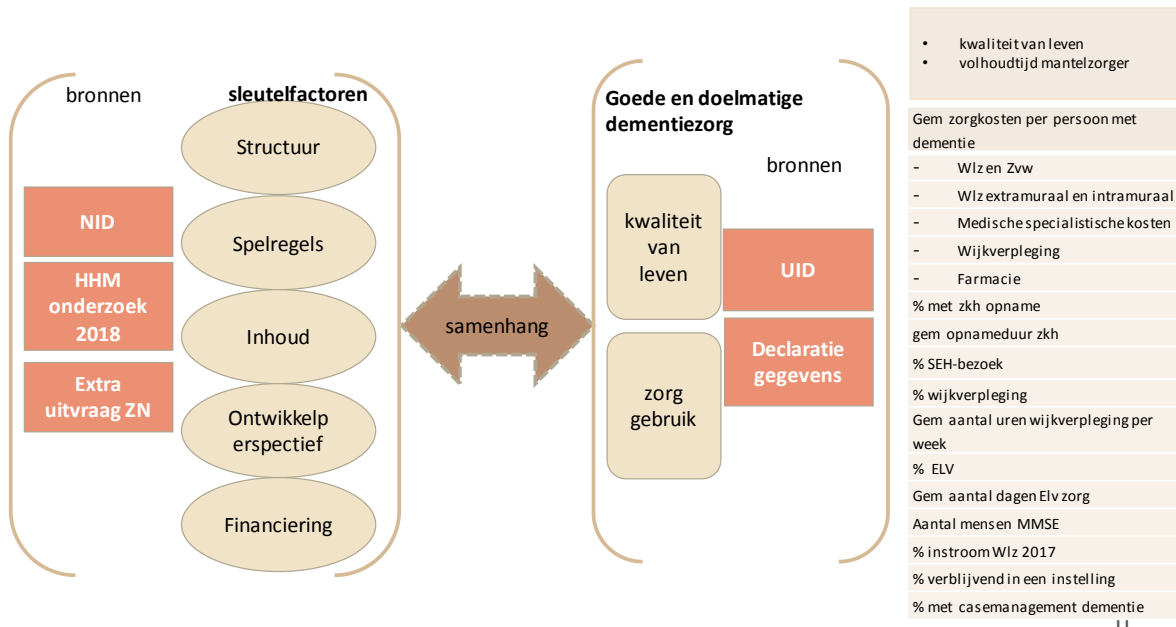 bronnen
sleutelfactoren
NID
HHM
onderzoek
2018
Extra
uitvraag ZN
Structuur
Spelregels
Inhoud
Ontwikkelp
erspectief
Financiering
samenhang
Goede en doelmatige
dementiezorg
bronnen
kwaliteit
van
leven
zorg
gebruik
UID
Declaratie
gegevens
• kwaliteit van leven
• volhoudtijd mantelzorger
Gem zorgkosten per persoon met
dementie
- Wlz en Zvw
- Wlz extramuraal en intramuraal
- Medische specialistische kosten
- Wijkverpleging
- Farmacie
% met zkh opname
gem opnameduur zkh
% SEH-bezoek
% wijkverpleging
Gem aantal uren wijkverpleging per
week
% ELV
Gem aantal dagen Elv zorg
Aantal mensen MMSE
% instroom Wlz 2017
% verblijvend in een instelling
% met casemanagement dementie